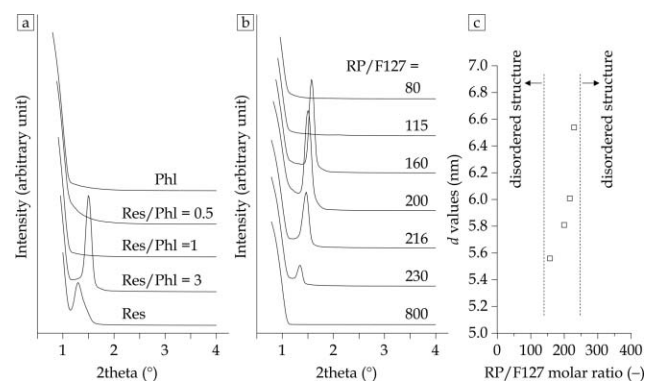 a
Intensity (arbitrary unit)
Phl
Res/Phl = 0.5
Res/Phl =1
Res/Phl = 3
Res
1 2 3 4
2theta (°)
b
Intensity (arbitrary unit)
RP/F127 =
80
115
160
200
216
230
800
1 2 3 4
2theta (°)
c
disordered structure
disordered structure
d values (nm)
7.0
6.8
6.6
6.4
6.2
6.0
5.8
5.6
5.4
5.2
5.0
0 100 200 300 400
RP/F127 molar ratio (–)